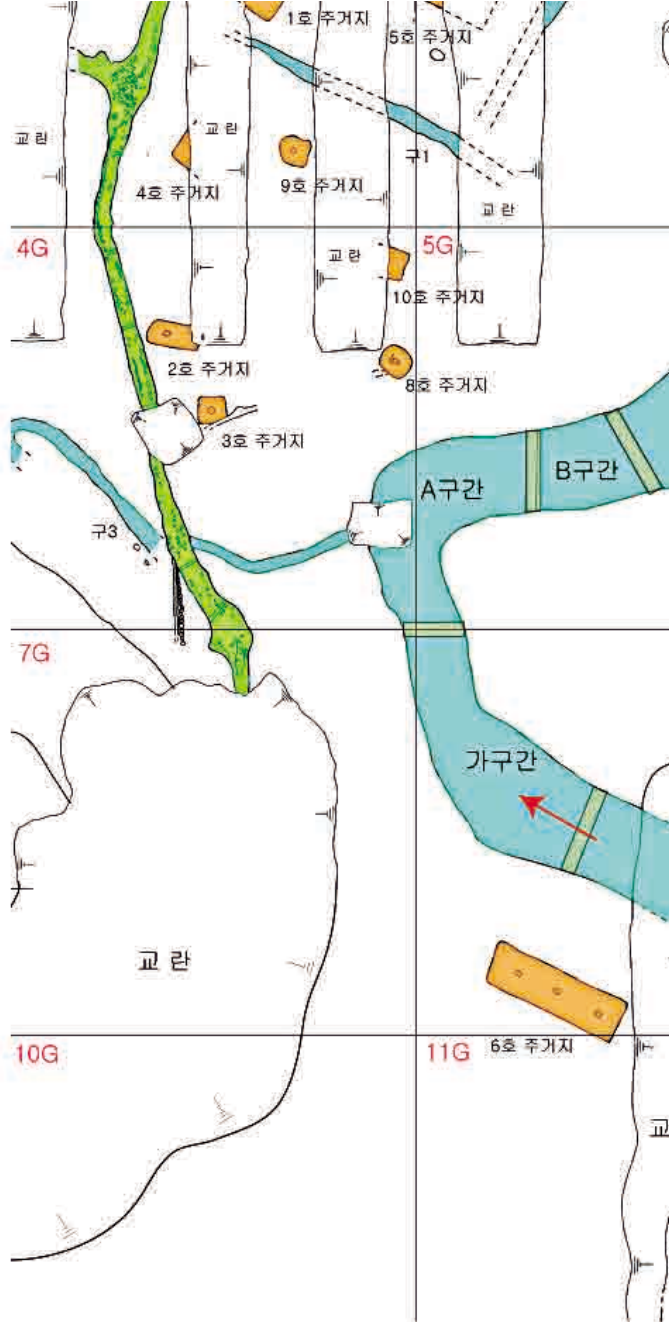 1호 주거지
5호 주거지
교란
교란
4호 주거지
9호 주거지
구1
교란
4G
교란
5G
10호 주거지
2호 주거지
8호 주거지
3호 주거지
A구간
B구간
구3
7G
가구간
교란
10G
11G
6호 주거지
교